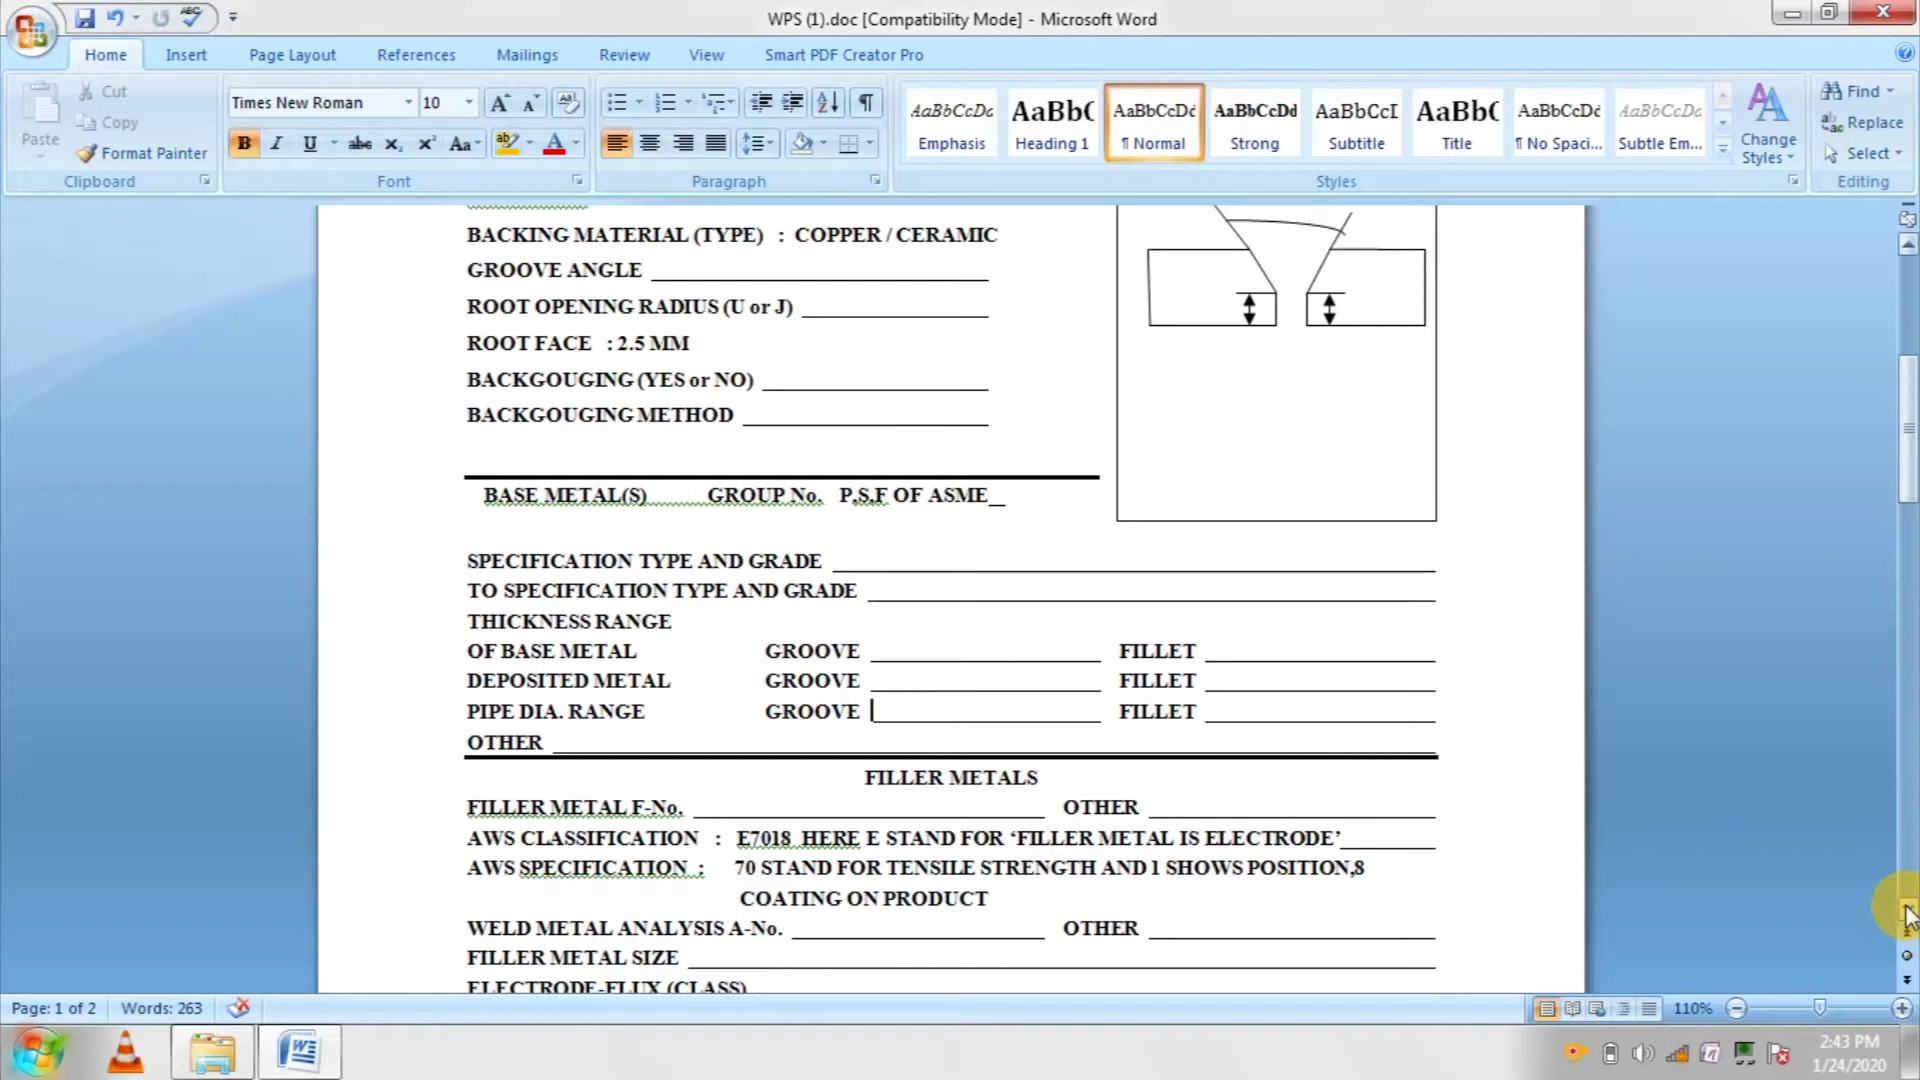 WPS (1).doc [Compatibility Mode] - Microsoft Word
Home Insert Page Layout References Mailings Review View Smart PDF Creator Pro
Paste
Cut
Copy
Format Painter
Clipboard
Times New Roman 10
Font
Paragraph
AaBbCcDc AaBbC AaBbCcDc AaBbCcDd AaBbCcI AaBbC AaBbCcDc AaBbCcDc
Emphasis Heading 1 ¶ Normal Strong Subtitle Title ¶ No Spaci... Subtle Em...
Change Styles
Styles
Find
Replace
Select
Editing
BACKING MATERIAL (TYPE) : COPPER / CERAMIC
GROOVE ANGLE
ROOT OPENING RADIUS (U or J)
ROOT FACE : 2.5 MM
BACKGOUGING (YES or NO)
BACKGOUGING METHOD
BASE METAL(S) GROUP No. P,S,F OF ASME_
SPECIFICATION TYPE AND GRADE
TO SPECIFICATION TYPE AND GRADE
THICKNESS RANGE
OF BASE METAL GROOVE FILLET
DEPOSITED METAL GROOVE FILLET
PIPE DIA. RANGE GROOVE FILLET
OTHER
FILLER METALS
FILLER METAL F-No. OTHER
AWS CLASSIFICATION : E7018 HERE E STAND FOR ‘FILLER METAL IS ELECTRODE’
AWS SPECIFICATION : 70 STAND FOR TENSILE STRENGTH AND 1 SHOWS POSITION,8
COATING ON PRODUCT
WELD METAL ANALYSIS A-No. OTHER
FILLER METAL SIZE
ELECTRODE-FLUX (CLASS)
Page: 1 of 2 Words: 263 110%
2:43 PM
1/24/2020